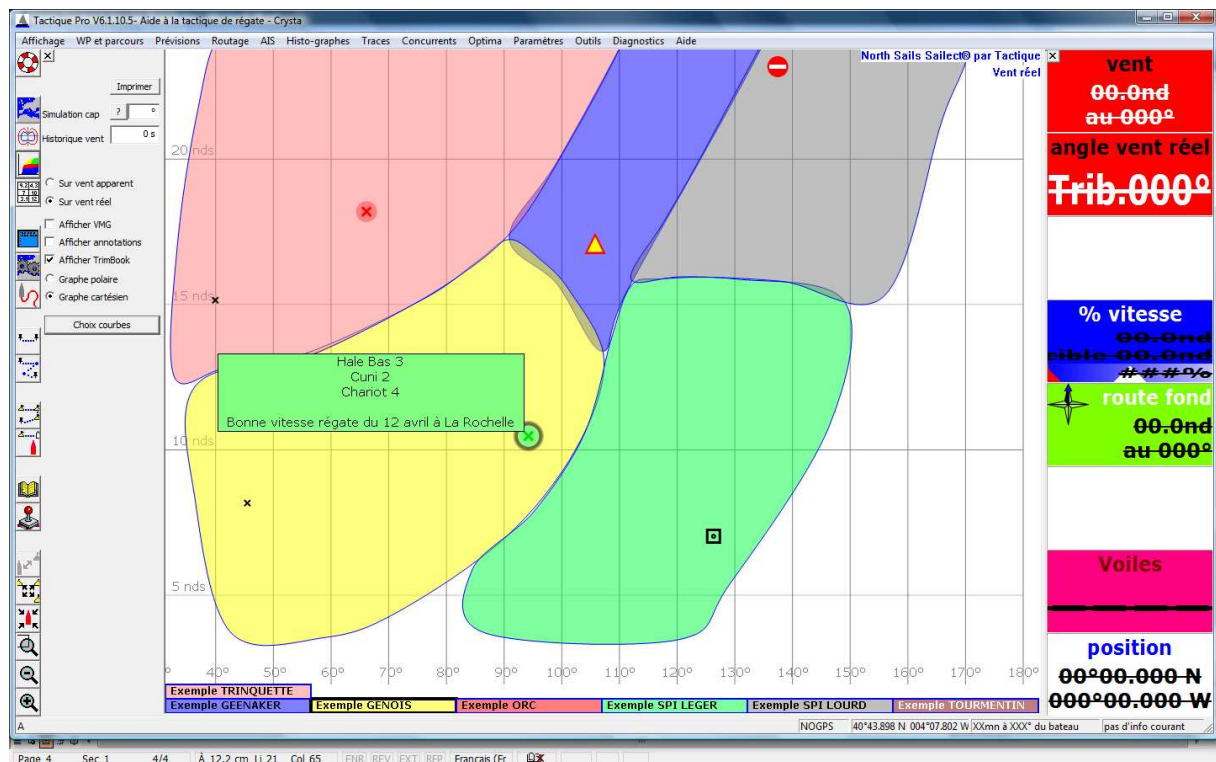 Tactique Pro V6.1.10.5- Aide à la tactique de régate - Crysta
Affichage WP et parcours Prévisions Routage AIS Histo-graphes Traces Concurrents Optima Paramètres Outils Diagnostics Aide
Imprimer
Simulation cap ? °
Historique vent 0 s
Sur vent apparent
Sur vent réel
Afficher VMG
Afficher annotations
Afficher TrimBook
Graphe polaire
Graphe cartésien
Choix courbes
North Sails Sailect® par Tactique
Vent réel
20 nds
15 nds
10 nds
5 nds
Hale Bas 3
Cuni 2
Chariot 4
Bonne vitesse régate du 12 avril à La Rochelle
40° 50° 60° 70° 80° 90° 100° 110° 120° 130° 140° 150° 160° 170° 180°
Exemple TRINQUETTE
Exemple GEENAKER Exemple GENOIS Exemple ORC Exemple SPI LEGER Exemple SPI LOURD Exemple TOURMENTIN
vent
00.0nd
au 000°
angle vent réel
Trib.000°
% vitesse
00.0nd
cible 00.0nd
###%
route fond
00.0nd
au 000°
Voiles
position
00°00.000 N
000°00.000 W
A NOGPS 40°43.898 N 004°07.802 W XXmn à XXX° du bateau pas d'info courant
Page 4 Sec 1 4/4 À 12,2 cm Li 21 Col 65 ENR REV EXT RFP Français (Fr